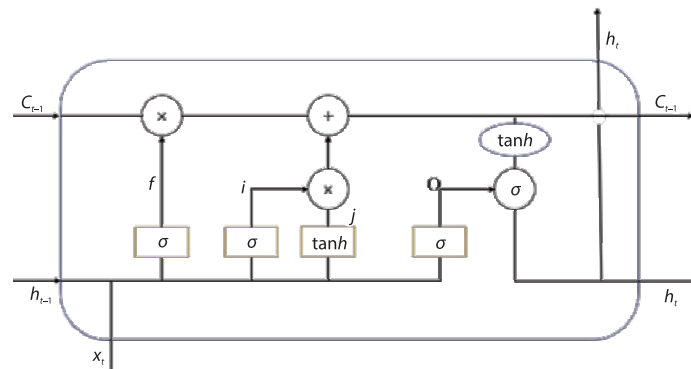 h_t
C_{t–1} × + C_{t–1}
tanh
f i × O σ
j
σ σ tanh σ
h_{t–1} h_t
x_t